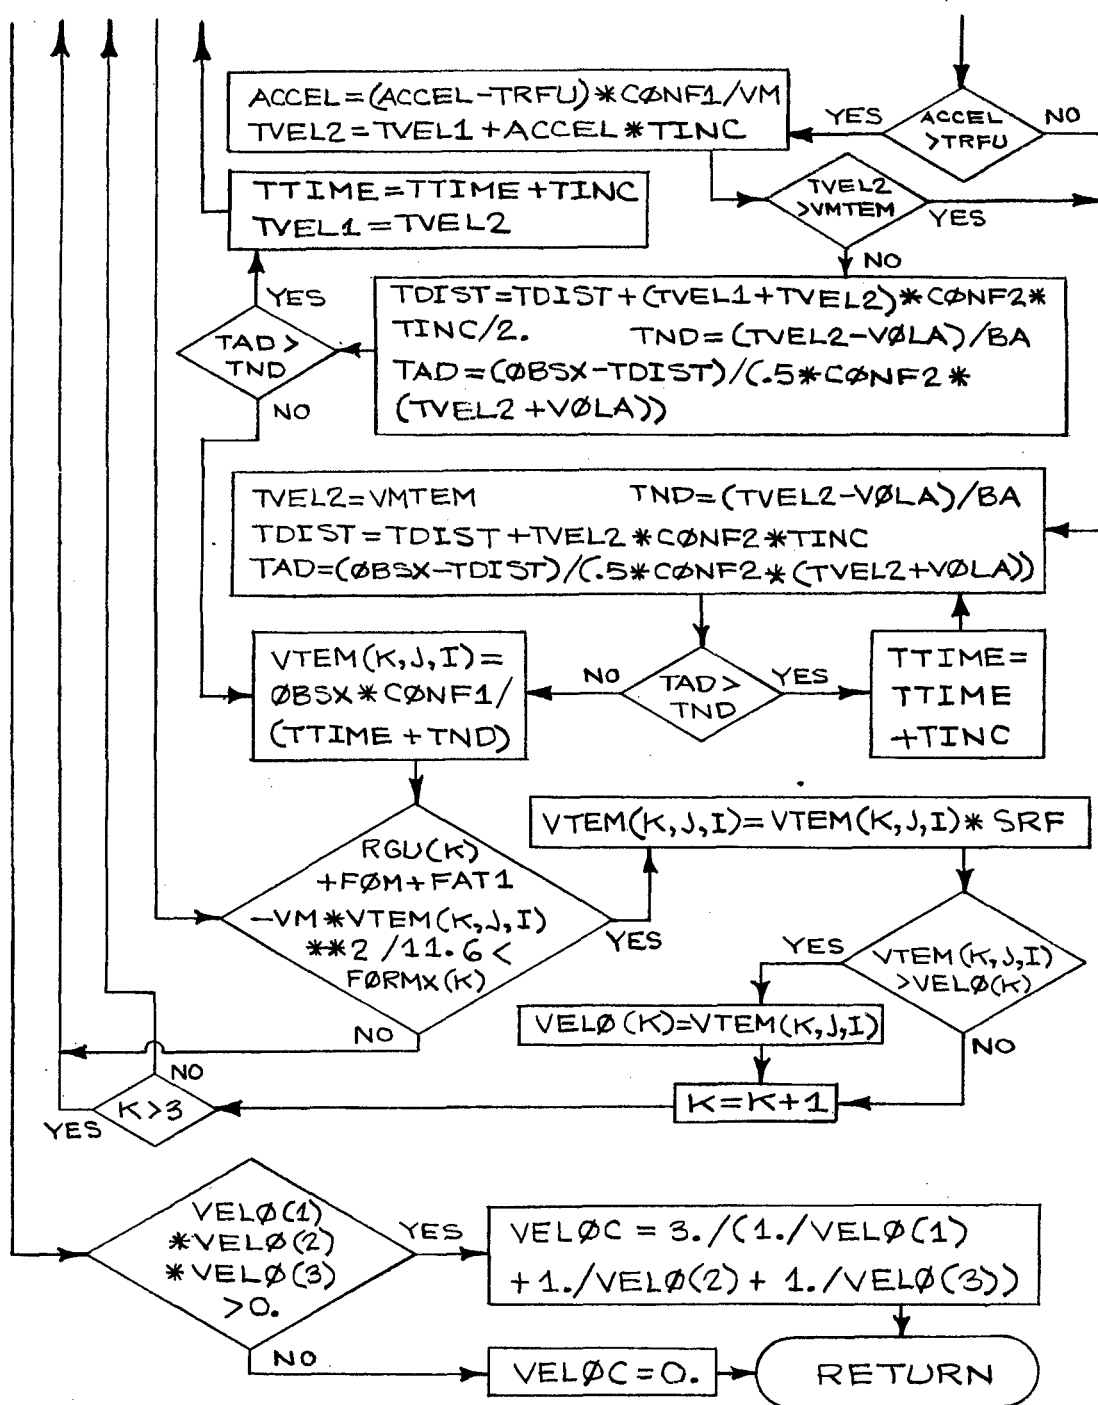 ACCEL=(ACCEL-TRFU)*CØNF1/VM
TVEL2=TVEL1+ACCEL*TINC
YES
ACCEL
>TRFU
NO
TTIME=TTIME+TINC
TVEL1=TVEL2
TVEL2
>VMTEM
YES
NO
YES
TAD>
TND
NO
TDIST=TDIST+(TVEL1+TVEL2)*CØNF2*
TINC/2. TND=(TVEL2-VØLA)/BA
TAD=(ØBSX-TDIST)/(.5*CØNF2*
(TVEL2+VØLA))
TVEL2=VMTEM TND=(TVEL2-VØLA)/BA
TDIST=TDIST+TVEL2*CØNF2*TINC
TAD=(ØBSX-TDIST)/(.5*CØNF2*(TVEL2+VØLA))
VTEM(K,J,I)=
ØBSX*CØNF1/
(TTIME+TND)
NO
TAD>
TND
YES
TTIME=
TTIME
+TINC
RGU(K)
+FØM+FAT1
-VM*VTEM(K,J,I)
**2/11.6<
FØRMX(K)
YES
NO
VTEM(K,J,I)=VTEM(K,J,I)*SRF
YES
VTEM(K,J,I)
>VELØ(K)
NO
VELØ(K)=VTEM(K,J,I)
K=K+1
NO
K>3
YES
VELØ(1)
*VELØ(2)
*VELØ(3)
>0.
YES
NO
VELØC = 3./(1./VELØ(1)
+1./VELØ(2)+ 1./VELØ(3))
VELØC=0.
RETURN